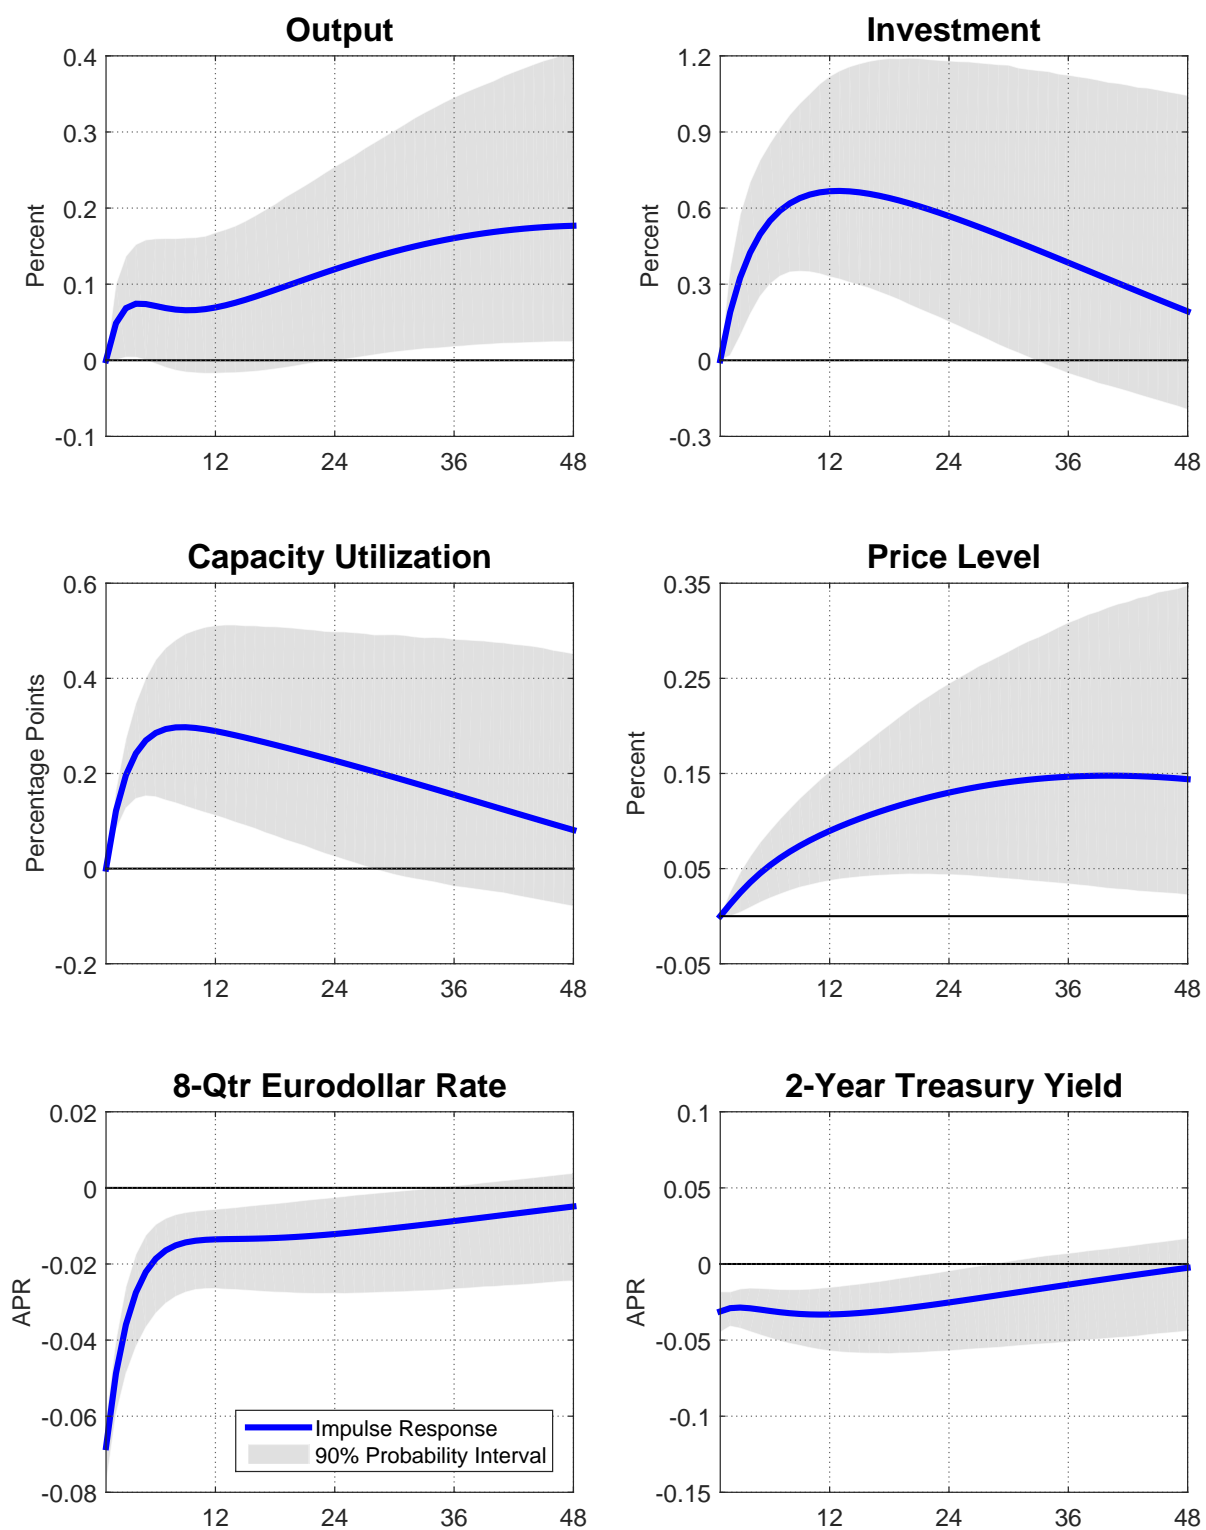 Output
Percent
0.4
0.3
0.2
0.1
0
-0.1
12 24 36 48
Investment
Percent
1.2
0.9
0.6
0.3
0
-0.3
12 24 36 48
Capacity Utilization
Percentage Points
0.6
0.4
0.2
0
-0.2
12 24 36 48
Price Level
Percent
0.35
0.25
0.15
0.05
-0.05
12 24 36 48
8-Qtr Eurodollar Rate
APR
0.02
0
-0.02
-0.04
-0.06
-0.08
Impulse Response
90% Probability Interval
12 24 36 48
2-Year Treasury Yield
APR
0.1
0.05
0
-0.05
-0.1
-0.15
12 24 36 48